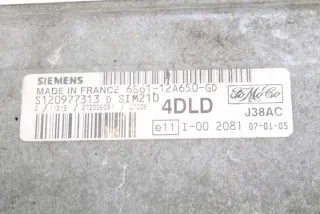 SIEMENS
MADE IN FRANCE 6S61-12A650-GD
S120977313 D SIM210
4DLD
FoMoCo
J38AC
e11 I-00 2081 07-01-05